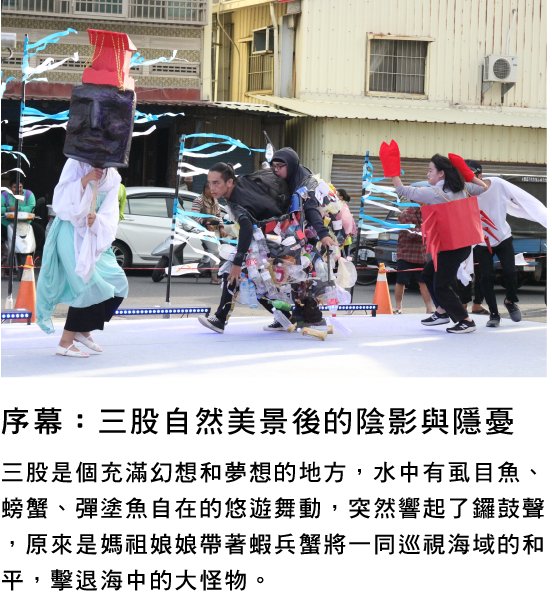 序幕：三股自然美景後的陰影與隱憂
三股是個充滿幻想和夢想的地方，水中有虱目魚、
螃蟹、彈塗魚自在的悠遊舞動，突然響起了鑼鼓聲
，原來是媽祖娘娘帶著蝦兵蟹將一同巡視海域的和
平，擊退海中的大怪物。